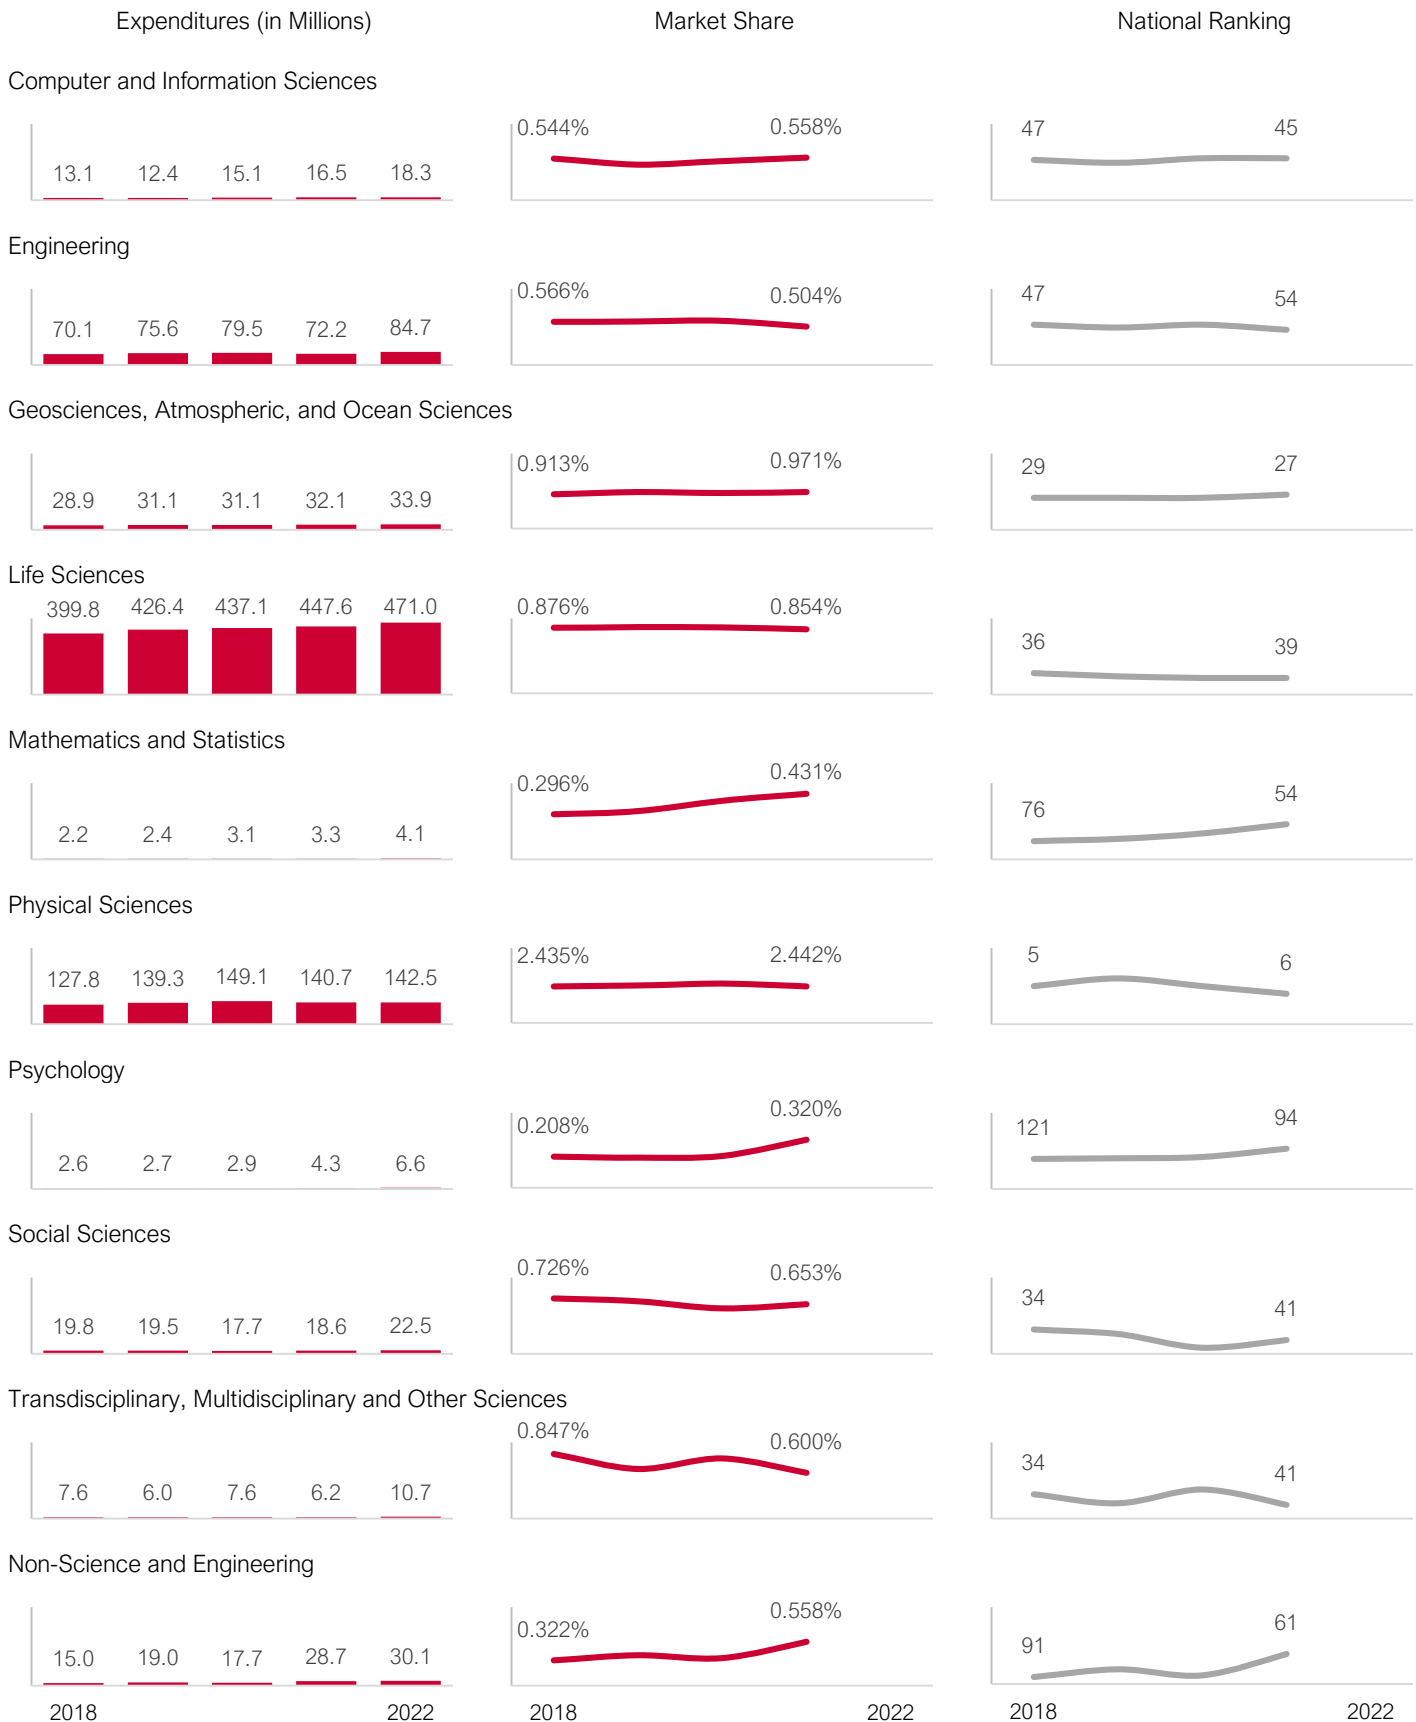 Expenditures (in Millions) Market Share National Ranking
Computer and Information Sciences
13.1 12.4 15.1 16.5 18.3 0.544% 0.558% 47 45
Engineering
70.1 75.6 79.5 72.2 84.7 0.566% 0.504% 47 54
Geosciences, Atmospheric, and Ocean Sciences
28.9 31.1 31.1 32.1 33.9 0.913% 0.971% 29 27
Life Sciences
399.8 426.4 437.1 447.6 471.0 0.876% 0.854% 36 39
Mathematics and Statistics
2.2 2.4 3.1 3.3 4.1 0.296% 0.431% 76 54
Physical Sciences
127.8 139.3 149.1 140.7 142.5 2.435% 2.442% 5 6
Psychology
2.6 2.7 2.9 4.3 6.6 0.208% 0.320% 121 94
Social Sciences
19.8 19.5 17.7 18.6 22.5 0.726% 0.653% 34 41
Transdisciplinary, Multidisciplinary and Other Sciences
7.6 6.0 7.6 6.2 10.7 0.847% 0.600% 34 41
Non-Science and Engineering
15.0 19.0 17.7 28.7 30.1 0.322% 0.558% 91 61
2018 2022 2018 2022 2018 2022